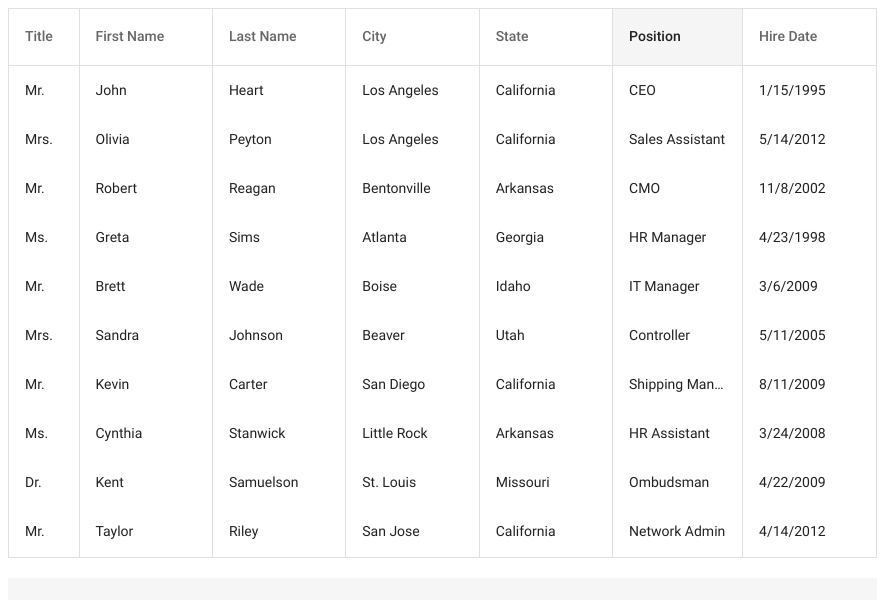 Title First Name Last Name City State Position Hire Date
Mr. John Heart Los Angeles California CEO 1/15/1995
Mrs. Olivia Peyton Los Angeles California Sales Assistant 5/14/2012
Mr. Robert Reagan Bentonville Arkansas CMO 11/8/2002
Ms. Greta Sims Atlanta Georgia HR Manager 4/23/1998
Mr. Brett Wade Boise Idaho IT Manager 3/6/2009
Mrs. Sandra Johnson Beaver Utah Controller 5/11/2005
Mr. Kevin Carter San Diego California Shipping Man... 8/11/2009
Ms. Cynthia Stanwick Little Rock Arkansas HR Assistant 3/24/2008
Dr. Kent Samuelson St. Louis Missouri Ombudsman 4/22/2009
Mr. Taylor Riley San Jose California Network Admin 4/14/2012